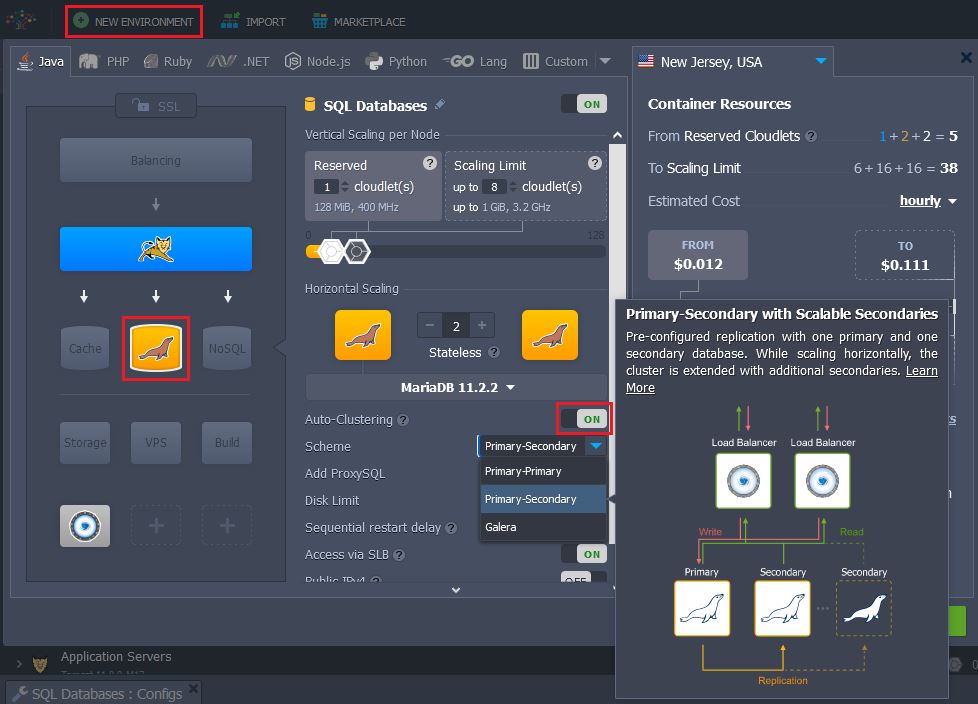 NEW ENVIRONMENT
IMPORT
MARKETPLACE
Java
PHP
Ruby
.NET
Node.js
Python
Lang
Custom
New Jersey, USA
SSL
Balancing
Cache
NoSQL
Storage
VPS
Build
SQL Databases
ON
Vertical Scaling per Node
Reserved ?
1 cloudlet(s)
128 MiB, 400 MHz
Scaling Limit ?
up to 8 cloudlet(s)
up to 1 GiB, 3.2 GHz
0
128
Horizontal Scaling
− 2 +
Stateless ?
MariaDB 11.2.2
Auto-Clustering ?
ON
Scheme
Primary-Secondary
Primary-Primary
Primary-Secondary
Galera
Add ProxySQL
Disk Limit
Sequential restart delay ?
Access via SLB ?
ON
Public IPv4 ?
OFF
Container Resources
From Reserved Cloudlets ? 1 + 2 + 2 = 5
To Scaling Limit 6 + 16 + 16 = 38
Estimated Cost hourly
FROM
$0.012
TO
$0.111
Primary-Secondary with Scalable Secondaries
Pre-configured replication with one primary and one
secondary database. While scaling horizontally, the
cluster is extended with additional secondaries. Learn
More
Load Balancer
Load Balancer
Write
Read
Primary
Secondary
Secondary
Replication
Application Servers
SQL Databases : Configs